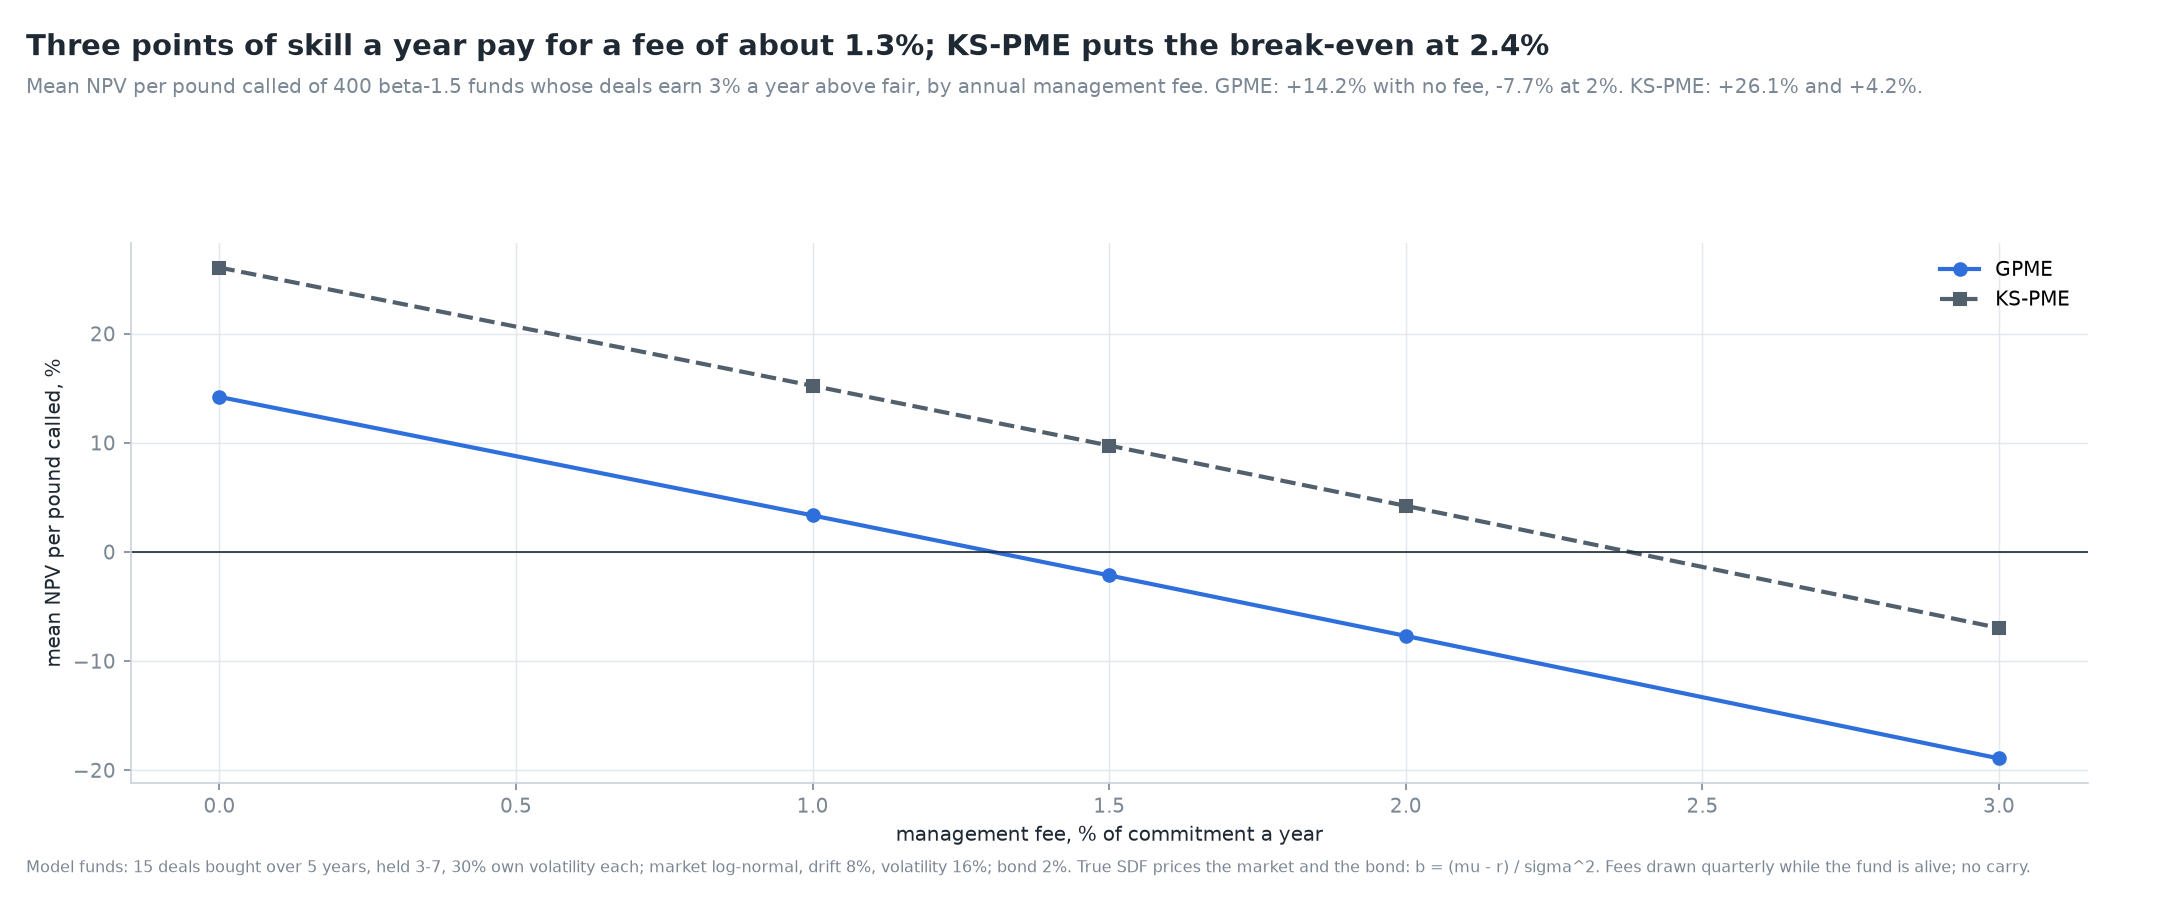 Three points of skill a year pay for a fee of about 1.3%; KS-PME puts the break-even at 2.4%
Mean NPV per pound called of 400 beta-1.5 funds whose deals earn 3% a year above fair, by annual management fee. GPME: +14.2% with no fee, -7.7% at 2%. KS-PME: +26.1% and +4.2%.
GPME
KS-PME
mean NPV per pound called, %
20
10
0
−10
−20
0.0
0.5
1.0
1.5
2.0
2.5
3.0
management fee, % of commitment a year
Model funds: 15 deals bought over 5 years, held 3-7, 30% own volatility each; market log-normal, drift 8%, volatility 16%; bond 2%. True SDF prices the market and the bond: b = (mu - r) / sigma^2. Fees drawn quarterly while the fund is alive; no carry.